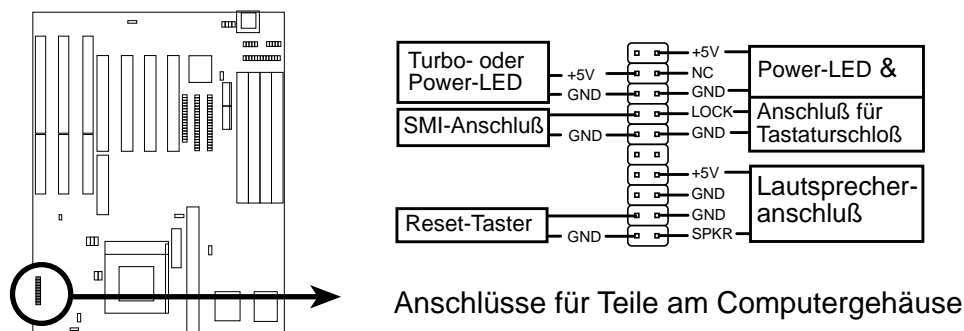 Turbo- oder
Power-LED
+5V
GND
SMI-Anschluß
GND
Reset-Taster
GND
+5V
NC
GND
LOCK
GND
+5V
GND
GND
SPKR
Power-LED &
Anschluß für
Tastaturschloß
Lautsprecher-
anschluß
Anschlüsse für Teile am Computergehäuse